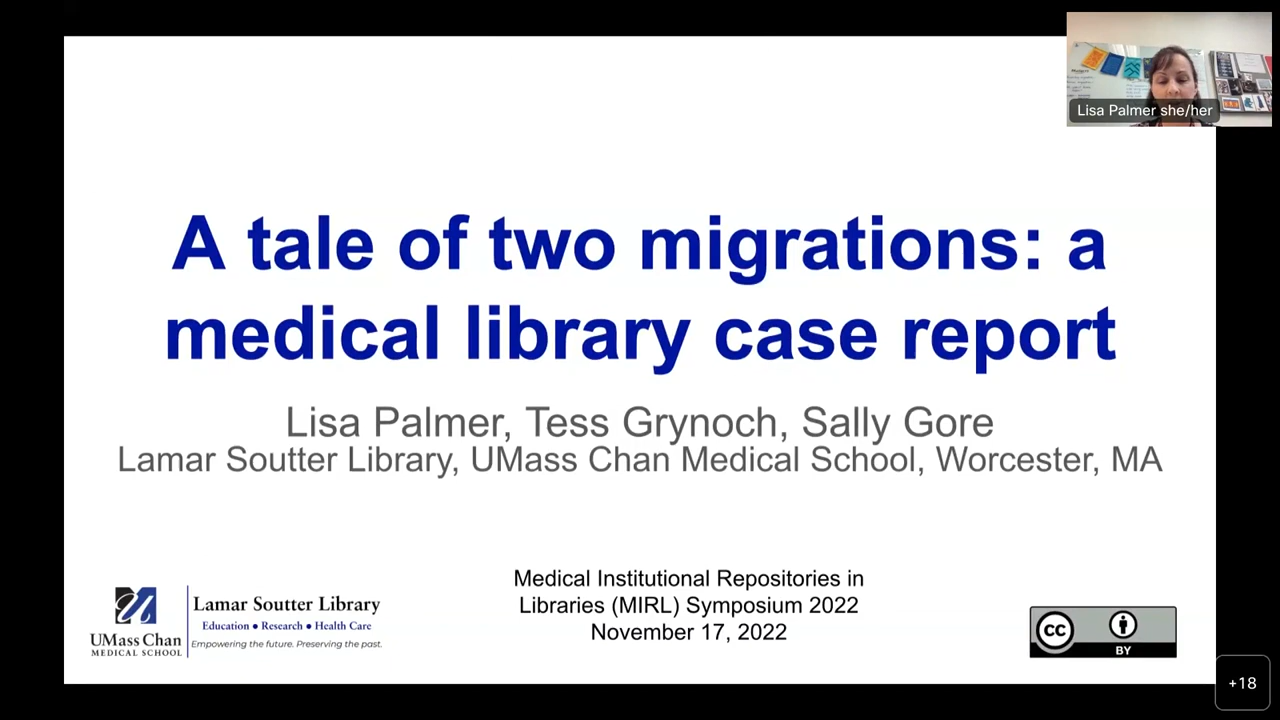 Lisa Palmer she/her
A tale of two migrations: a
medical library case report
Lisa Palmer, Tess Grynoch, Sally Gore
Lamar Soutter Library, UMass Chan Medical School, Worcester, MA
UMass Chan
MEDICAL SCHOOL
Lamar Soutter Library
Education • Research • Health Care
Empowering the future. Preserving the past.
Medical Institutional Repositories in
Libraries (MIRL) Symposium 2022
November 17, 2022
CC
BY
+18